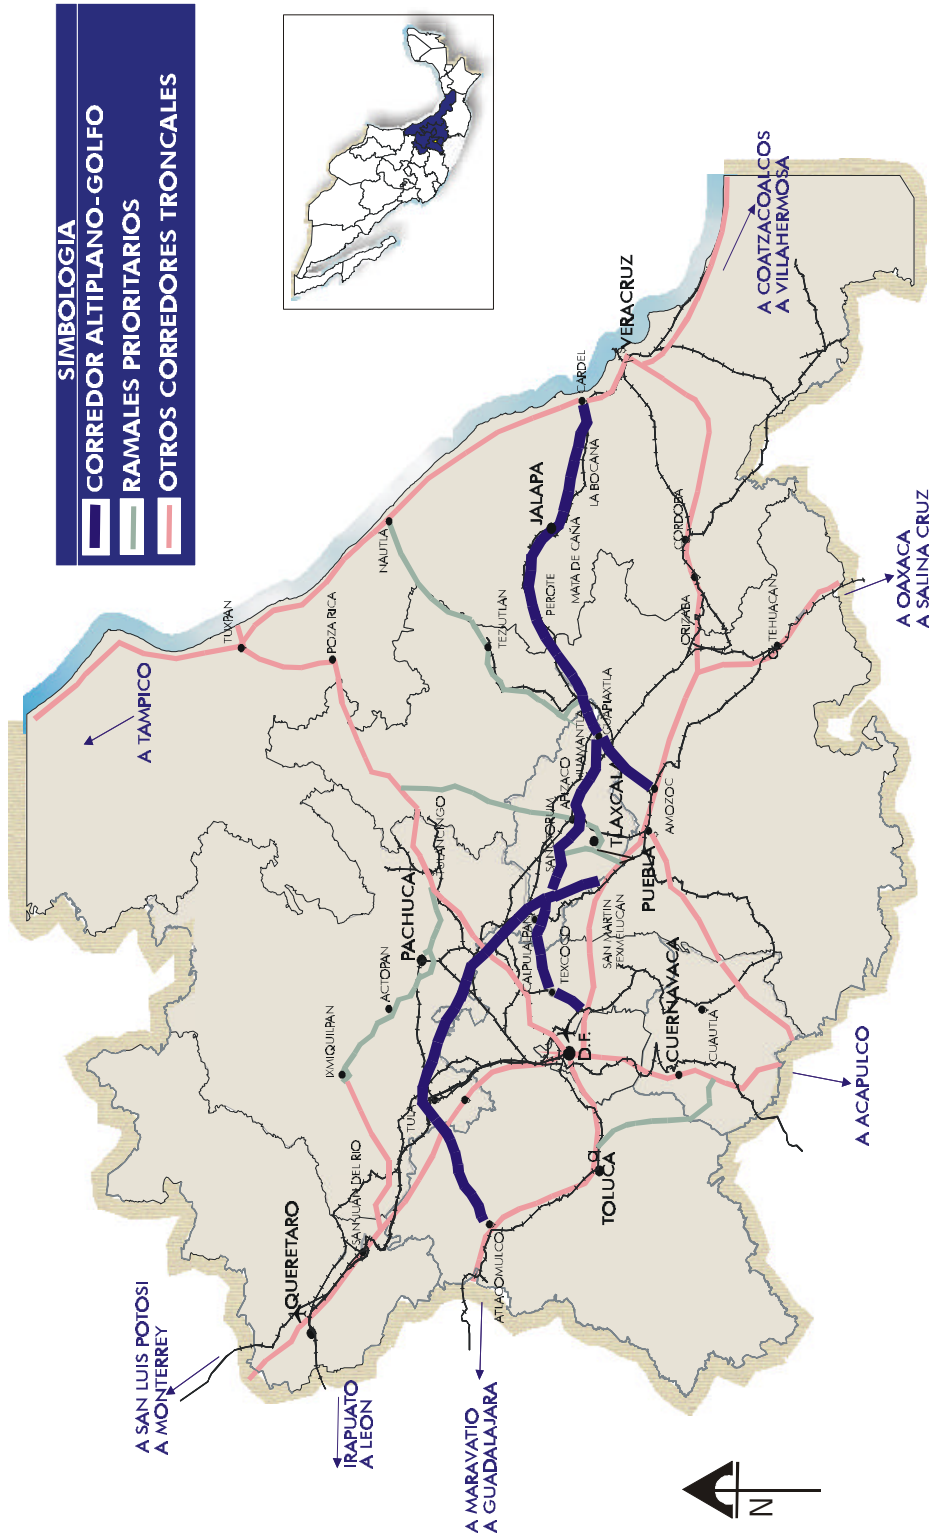 SIMBOLOGIA
CORREDOR ALTIPLANO-GOLFO
RAMALES PRIORITARIOS
OTROS CORREDORES TRONCALES
A SAN LUIS POTOSI
A MONTERREY
IRAPUATO
A LEON
A MARAVATIO
A GUADALAJARA
N
QUERETARO
SAN JUAN DEL RIO
ATLACOMULCO
TOLUCA
TULA
IXMIQUILPAN
ACTOPAN
PACHUCA
TULANCINGO
D.F.
TEXCOCO
CALPULALPAN
SAN MARTIN
TEXMELUCAN
CUERNAVACA
CUAUTLA
A ACAPULCO
PUEBLA
AMOZOC
TLAXCALA
APIZACO
HUAMANTLA
CUAPIAXTLA
A TAMPICO
TUXPAN
POZA RICA
NAUTLA
TEZIUTLAN
PEROTE
MATA DE CAÑA
JALAPA
LA BOCANA
CARDEL
VERACRUZ
CORDOBA
ORIZABA
TEHUACAN
A OAXACA
A SALINA CRUZ
A COATZACOALCOS
A VILLAHERMOSA